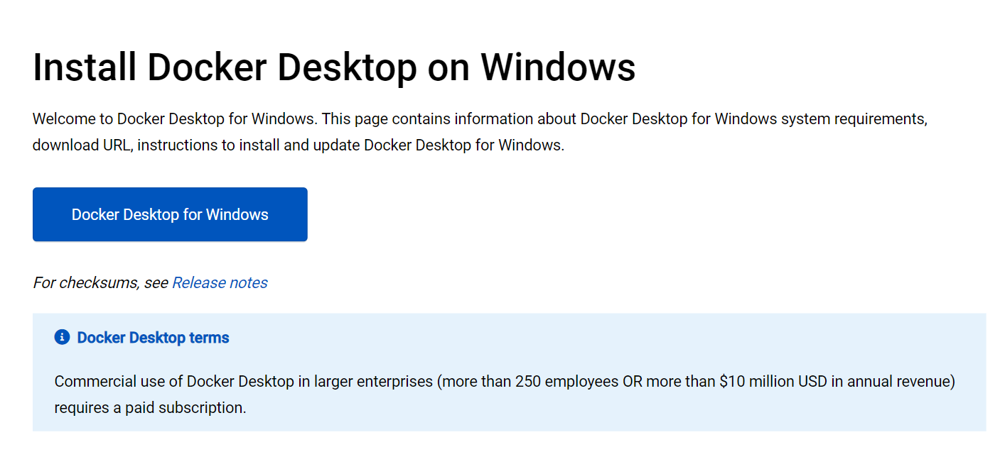 Install Docker Desktop on Windows
Welcome to Docker Desktop for Windows. This page contains information about Docker Desktop for Windows system requirements,
download URL, instructions to install and update Docker Desktop for Windows.
Docker Desktop for Windows
For checksums, see Release notes
Docker Desktop terms
Commercial use of Docker Desktop in larger enterprises (more than 250 employees OR more than $10 million USD in annual revenue)
requires a paid subscription.